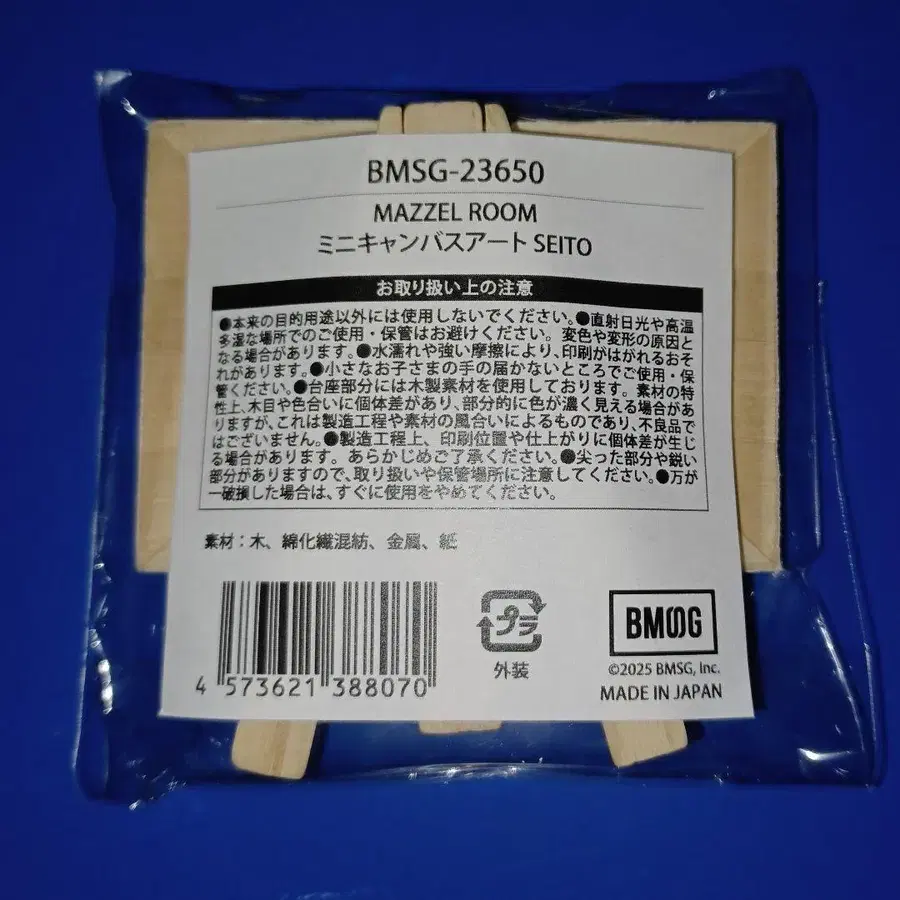 BMSG-23650
MAZZEL ROOM
ミニキャンバスアート SEITO
お取り扱い上の注意
●本来の目的用途以外には使用しないでください。●直射日光や高温
多湿な場所でのご使用・保管はお避けください。変色や変形の原因と
なる場合があります。●水濡れや強い摩擦により、印刷がはがれるおそ
れがあります。●小さなお子さまの手の届かないところでご使用・保
管ください。●台座部分には木製素材を使用しております。素材の特
性上、木目や色合いに個体差があり、部分的に色が濃く見える場合があ
りますが、これは製造工程や素材の風合いによるものであり、不良品で
はございません。●製造工程上、印刷位置や仕上がりに個体差が生じ
る場合があります。あらかじめご了承ください。●尖った部分や鋭い
部分がありますので、取り扱いや保管場所に注意してください。●万が
一破損した場合は、すぐに使用をやめてください。
素材：木、綿化繊混紡、金属、紙
4 573621 388070
プラ
外装
BMSG
©2025 BMSG, Inc.
MADE IN JAPAN